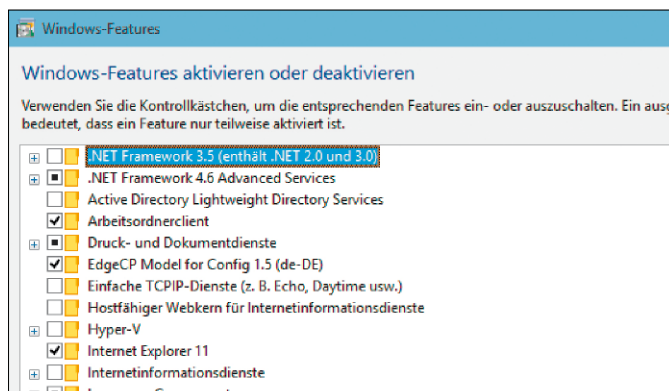 Windows-Features
Windows-Features aktivieren oder deaktivieren
Verwenden Sie die Kontrollkästchen, um die entsprechenden Features ein- oder auszuschalten. Ein
bedeutet, dass ein Feature nur teilweise aktiviert ist.
.NET Framework 3.5 (enthält .NET 2.0 und 3.0)
.NET Framework 4.6 Advanced Services
Active Directory Lightweight Directory Services
Arbeitsordnerclient
Druck- und Dokumentdienste
EdgeCP Model for Config 1.5 (de-DE)
Einfache TCPIP-Dienste (z. B. Echo, Daytime usw.)
Hostfähiger Webkern für Internetinformationsdienste
Hyper-V
Internet Explorer 11
Internetinformationsdienste